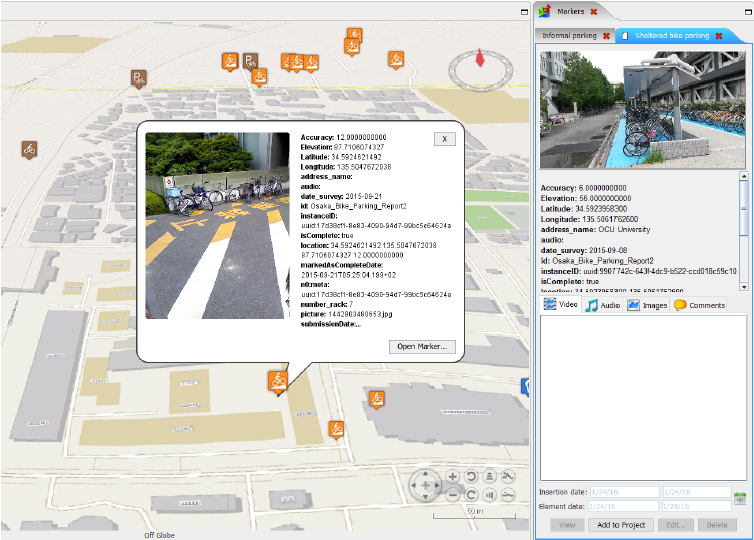 Markers
Informal parking
Sheltered bike parking
X
Accuracy: 12.0000000000
Elevation: 87.7106074327
Latitude: 34.5924621492
Longitude: 135.5047672038
address_name:
audio:
date_survey: 2015-09-21
id: Osaka_Bike_Parking_Report2
instanceID:
uuid:17d38cf1-8e83-4090-94d7-99bc5c64624a
isComplete: true
location: 34.5924621492 135.5047672038
87.7106074327 12.0000000000
markedAsCompleteDate:
2015-09-21T05:25:04.199+02
n0:meta:
uuid:17d38cf1-8e83-4090-94d7-99bc5c64624a
number_rack: 7
picture: 1442803480653.jpg
submissionDate:...
Open Marker...
Accuracy: 6.0000000000
Elevation: 56.0000000000
Latitude: 34.5923958300
Longitude: 135.5061762600
address_name: OCU University
audio:
date_survey: 2015-09-08
id: Osaka_Bike_Parking_Report2
instanceID: uuid:9907742c-643f-4dc9-b522-ccd018c59c10
isComplete: true
location: 34.5923958300 135.5061762600
Video
Audio
Images
Comments
Insertion date: 1/24/16 1/24/16
Element date: 1/24/16 1/24/16
View
Add to Project
Edit...
Delete
50 m
Off Globe